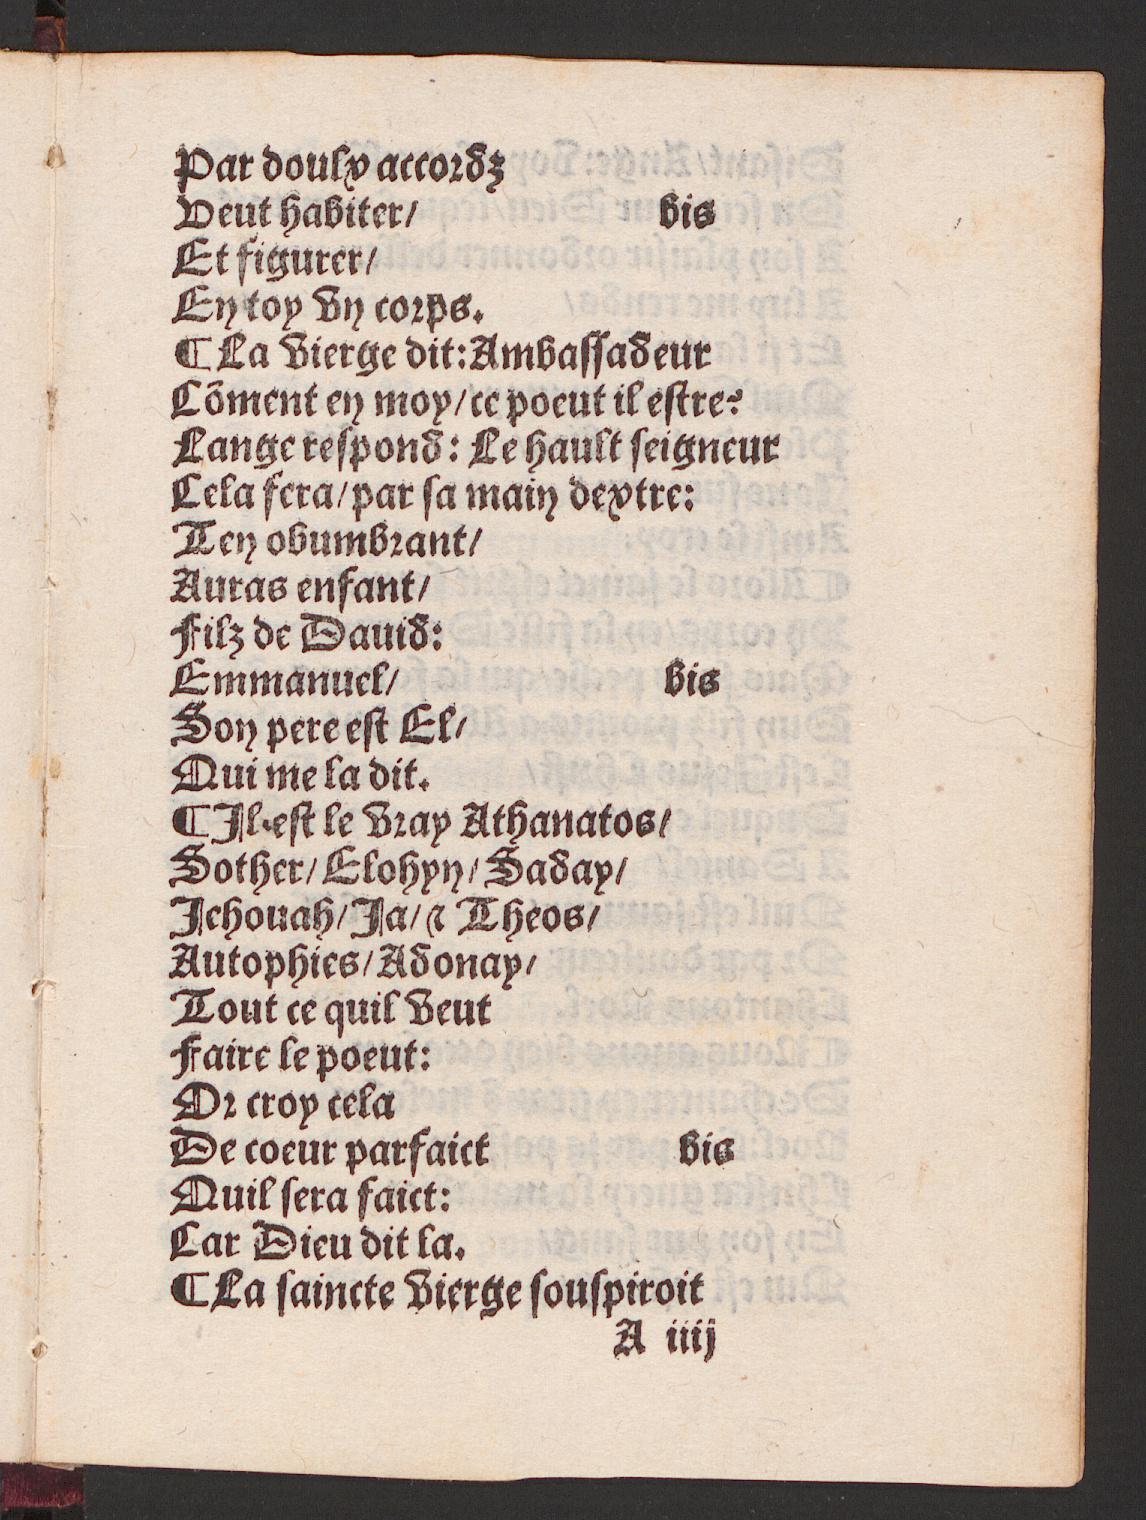 Par doulx accordz
Veut habiter/ bis
Et figurer/
En toy vn corps.
¶ La vierge dit: Ambassadeur
Cõment en moy/ce poeut il estre?
Lange respond: Le hault seigneur
Cela fera/par sa main dextre:
Ten obumbrant/
Auras enfant/
Filz de Dauid:
Emmanuel/ bis
Son pere est El/
Qui me la dit.
¶ Il est le vray Athanatos/
Sother/Elohyn/Saday/
Jehouah/Ja/⁊ Theos/
Autophies/Adonay/
Tout ce quil veut
Faire le poeut:
Or croy cela
De coeur parfaict bis
Quil sera faict:
Car Dieu dit la.
¶ La saincte vierge souspiroit
A iiij